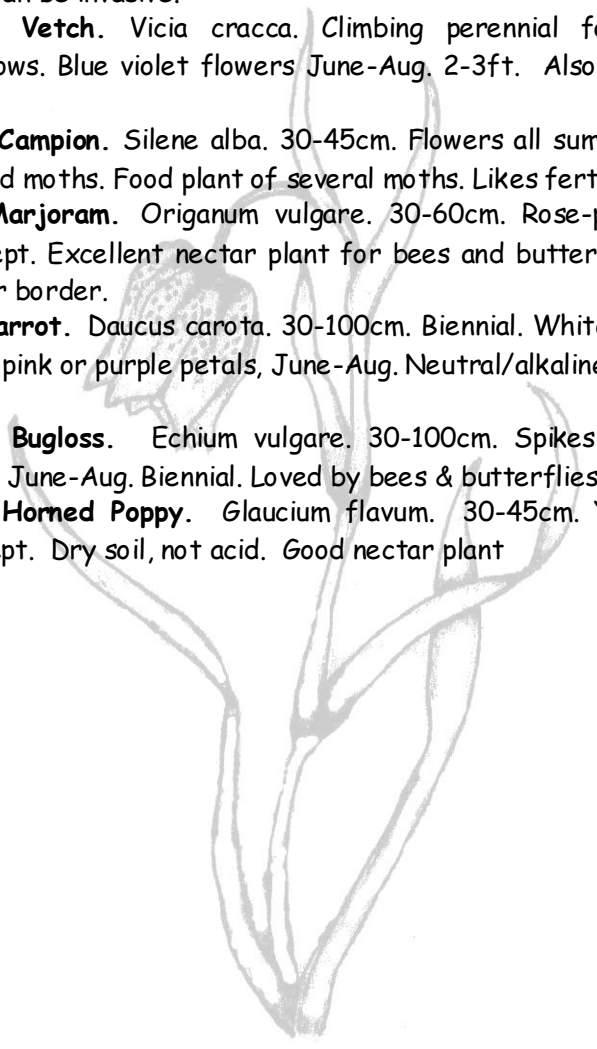 an be invasive.
Vetch. Vicia cracca. Climbing perennial fo
ows. Blue violet flowers June-Aug. 2-3ft. Also
Campion. Silene alba. 30-45cm. Flowers all sum
d moths. Food plant of several moths. Likes fert
Marjoram. Origanum vulgare. 30-60cm. Rose-p
ept. Excellent nectar plant for bees and butter
r border.
arrot. Daucus carota. 30-100cm. Biennial. White
pink or purple petals, June-Aug. Neutral/alkaline
Bugloss. Echium vulgare. 30-100cm. Spikes
June-Aug. Biennial. Loved by bees & butterflies
Horned Poppy. Glaucium flavum. 30-45cm. Y
pt. Dry soil, not acid. Good nectar plant